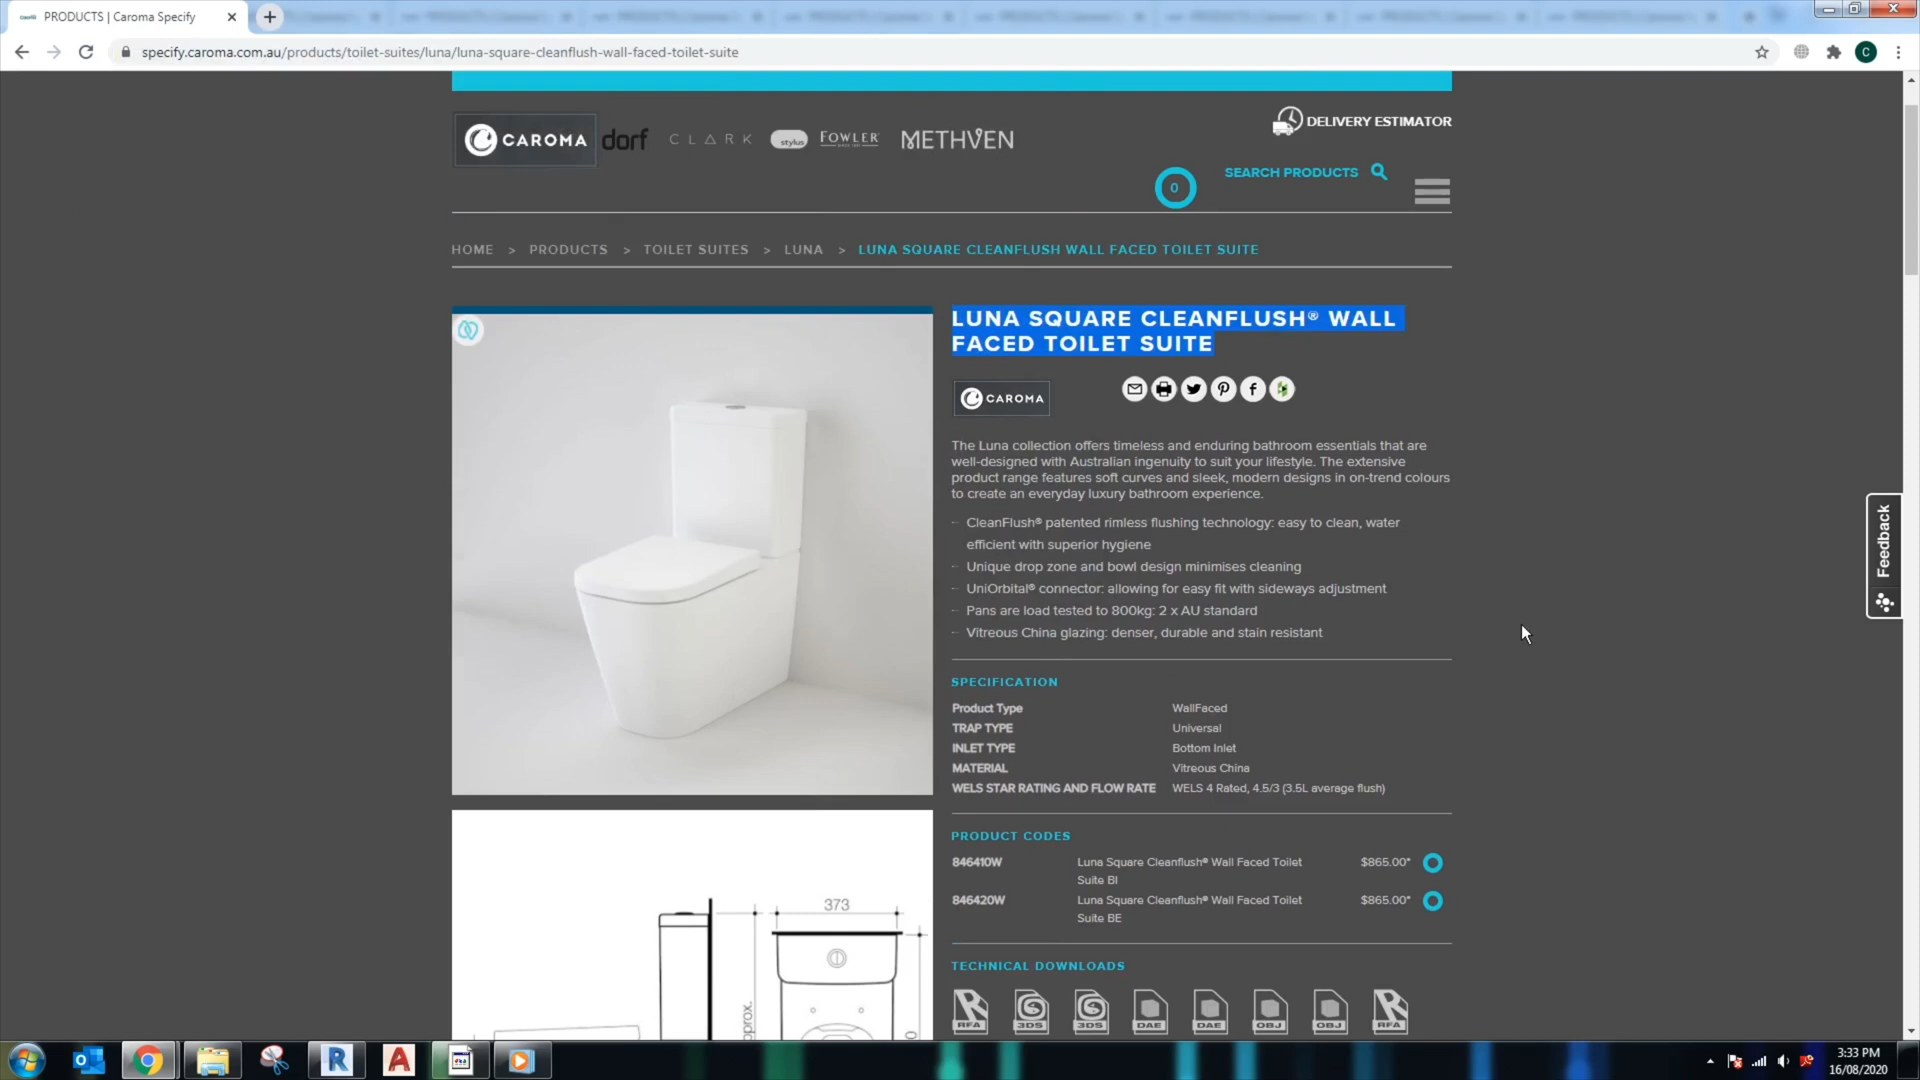 PRODUCTS | Caroma Specify
specify.caroma.com.au/products/toilet-suites/luna/luna-square-cleanflush-wall-faced-toilet-suite
C
CAROMA dorf CLARK stylus FOWLER METHVEN
DELIVERY ESTIMATOR
0
SEARCH PRODUCTS
HOME > PRODUCTS > TOILET SUITES > LUNA > LUNA SQUARE CLEANFLUSH WALL FACED TOILET SUITE
LUNA SQUARE CLEANFLUSH® WALL
FACED TOILET SUITE
CAROMA
The Luna collection offers timeless and enduring bathroom essentials that are
well-designed with Australian ingenuity to suit your lifestyle. The extensive
product range features soft curves and sleek, modern designs in on-trend colours
to create an everyday luxury bathroom experience.
CleanFlush® patented rimless flushing technology: easy to clean, water
efficient with superior hygiene
Unique drop zone and bowl design minimises cleaning
UniOrbital® connector: allowing for easy fit with sideways adjustment
Pans are load tested to 800kg: 2 x AU standard
Vitreous China glazing: denser, durable and stain resistant
Feedback
SPECIFICATION
Product Type WallFaced
TRAP TYPE Universal
INLET TYPE Bottom Inlet
MATERIAL Vitreous China
WELS STAR RATING AND FLOW RATE WELS 4 Rated, 4.5/3 (3.5L average flush)
PRODUCT CODES
846410W Luna Square Cleanflush® Wall Faced Toilet $865.00*
Suite BI
846420W Luna Square Cleanflush® Wall Faced Toilet $865.00*
Suite BE
373
TECHNICAL DOWNLOADS
RFA 3DS 3DS DAE DAE OBJ OBJ RFA
3:33 PM
16/08/2020